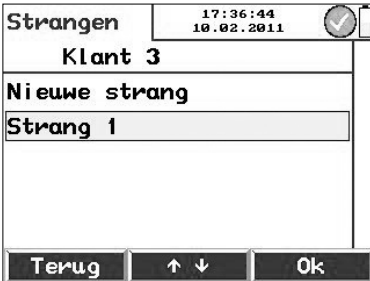 Strangen
17:36:44
10.02.2011
Klant 3
Nieuwe strang
Strang 1
Terug ↑ ↓ Ok